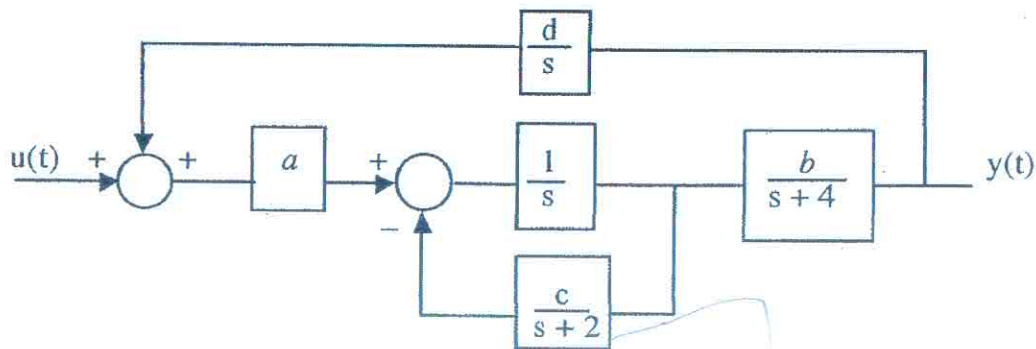 d
s
u(t) + + a + 1 b y(t)
s s + 4
−
c
s + 2